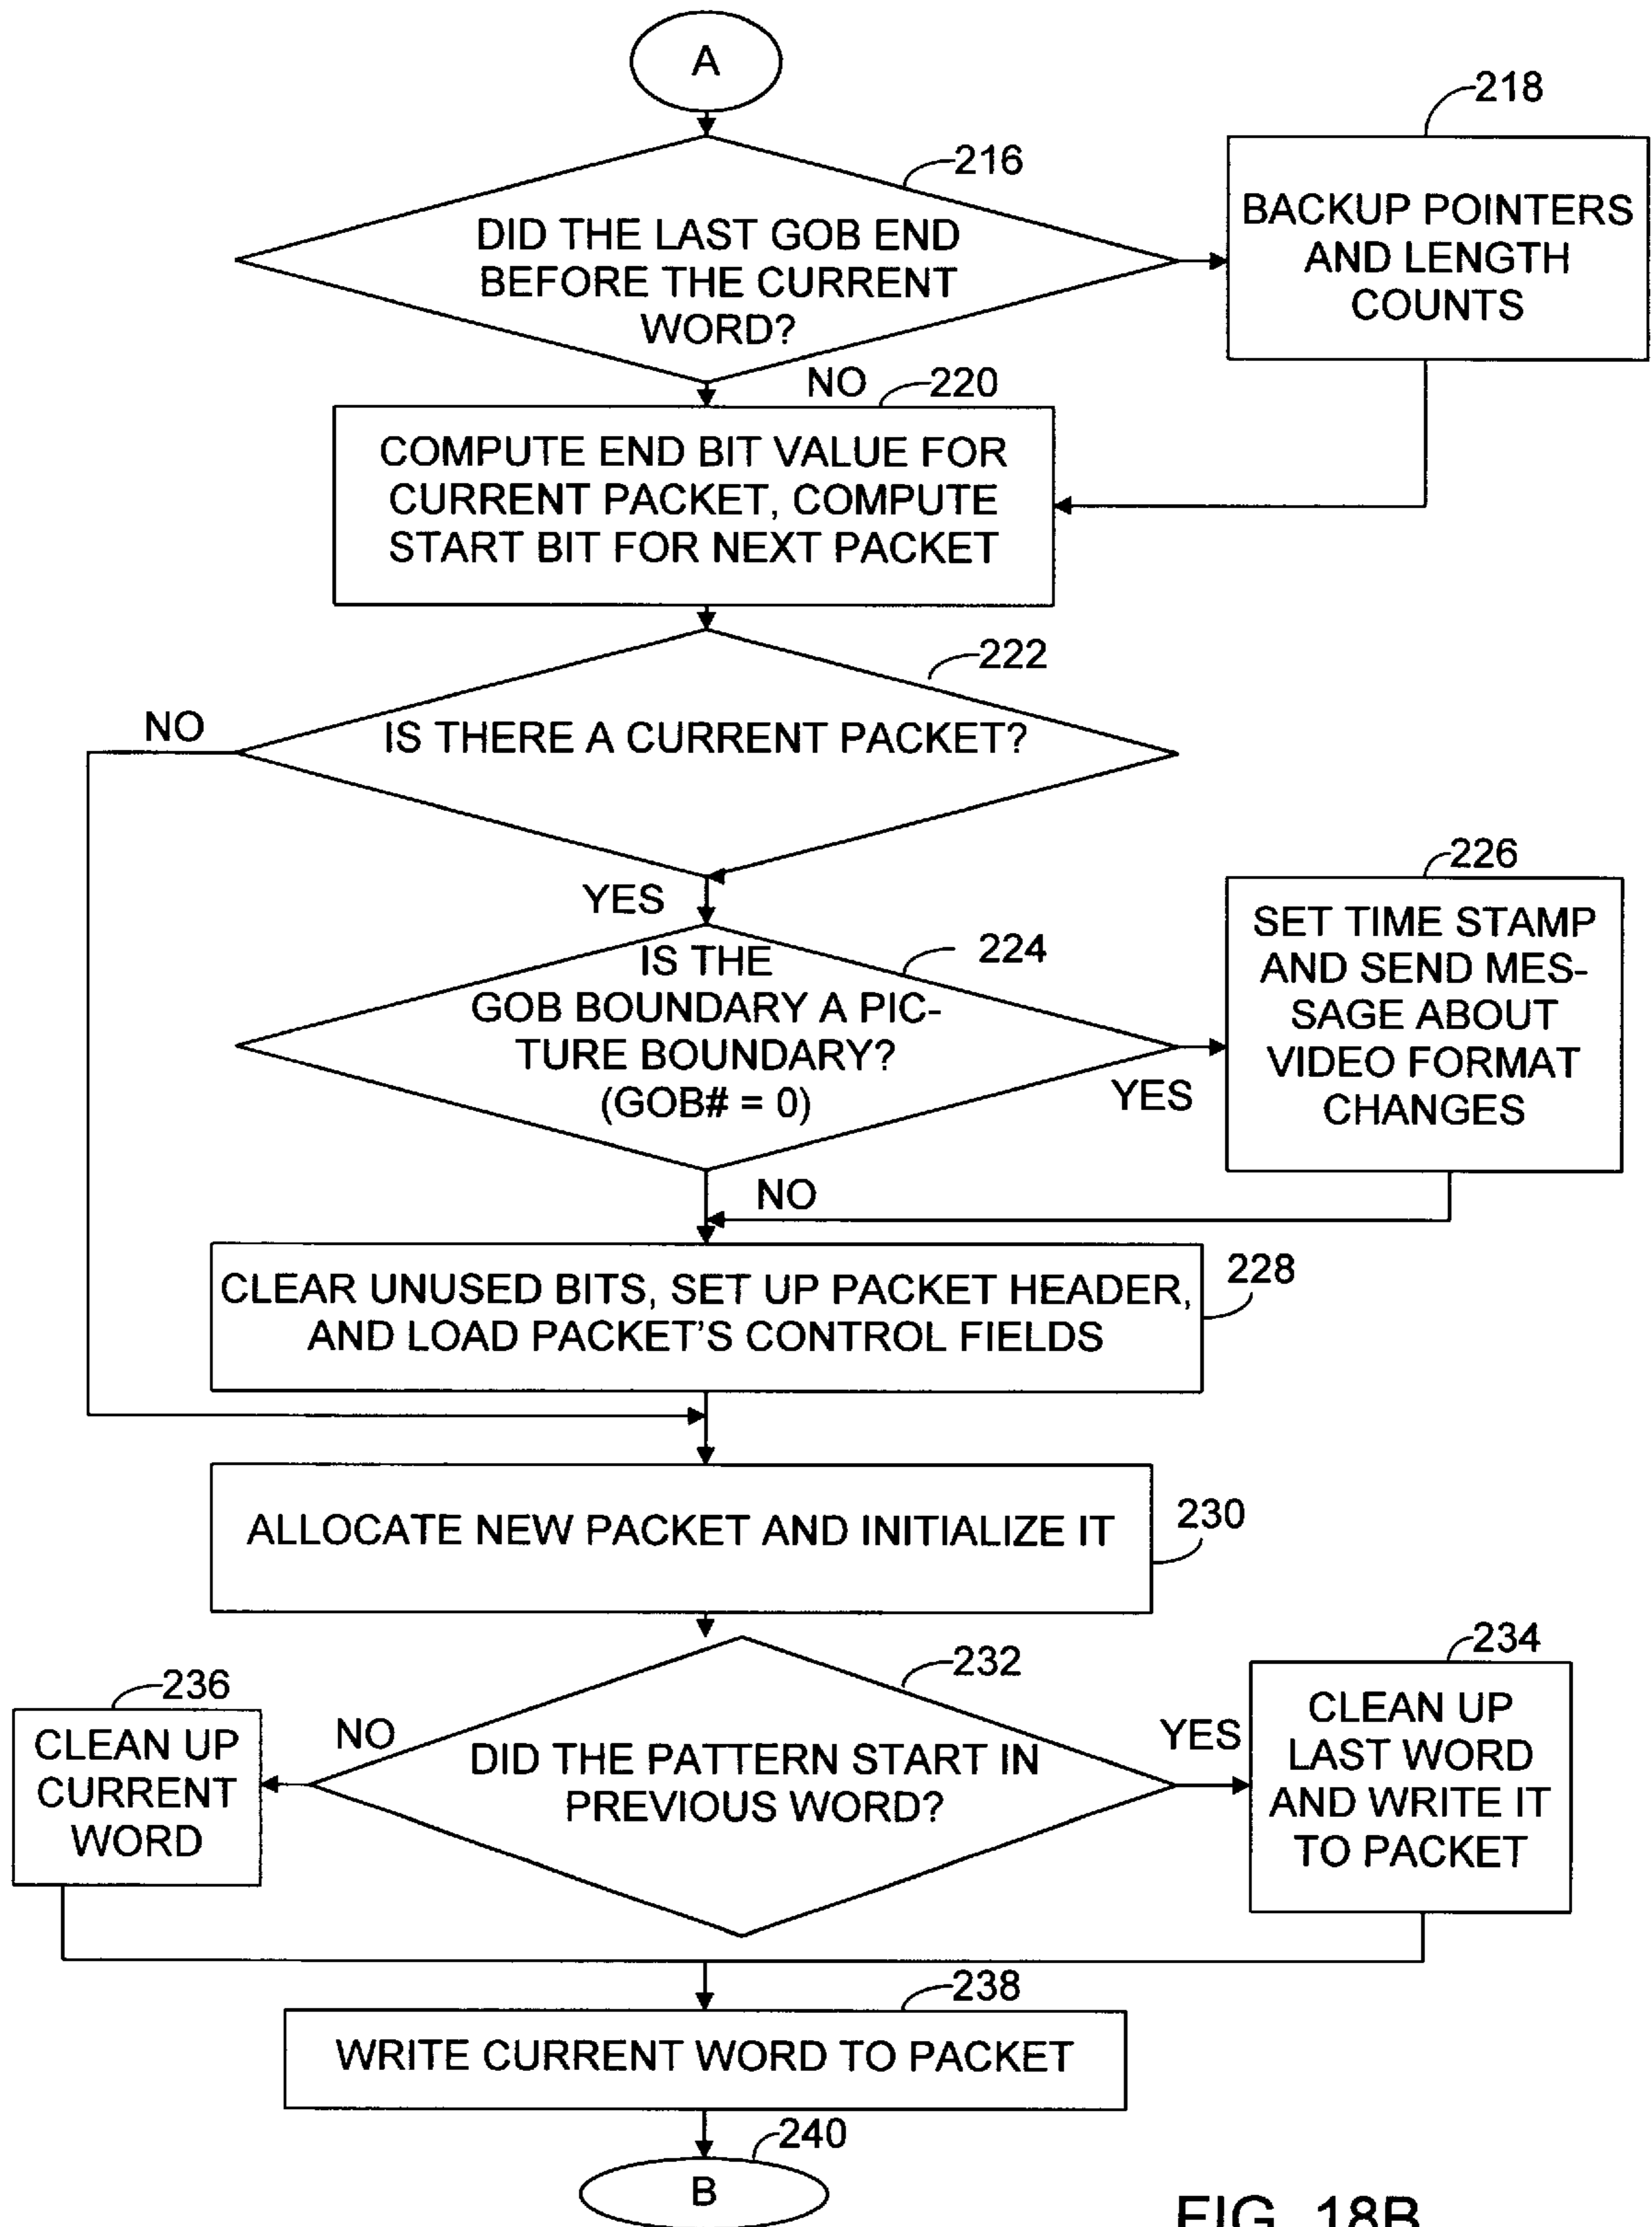 A
218
216
DID THE LAST GOB END
BEFORE THE CURRENT
WORD?
BACKUP POINTERS
AND LENGTH
COUNTS
NO
220
COMPUTE END BIT VALUE FOR
CURRENT PACKET, COMPUTE
START BIT FOR NEXT PACKET
222
NO
IS THERE A CURRENT PACKET?
YES
226
224
IS THE
GOB BOUNDARY A PIC-
TURE BOUNDARY?
(GOB# = 0)
YES
SET TIME STAMP
AND SEND MES-
SAGE ABOUT
VIDEO FORMAT
CHANGES
NO
228
CLEAR UNUSED BITS, SET UP PACKET HEADER,
AND LOAD PACKET'S CONTROL FIELDS
ALLOCATE NEW PACKET AND INITIALIZE IT
230
232
234
236
CLEAN UP
CURRENT
WORD
NO
DID THE PATTERN START IN
PREVIOUS WORD?
YES
CLEAN UP
LAST WORD
AND WRITE IT
TO PACKET
238
WRITE CURRENT WORD TO PACKET
240
B
FIG. 18B